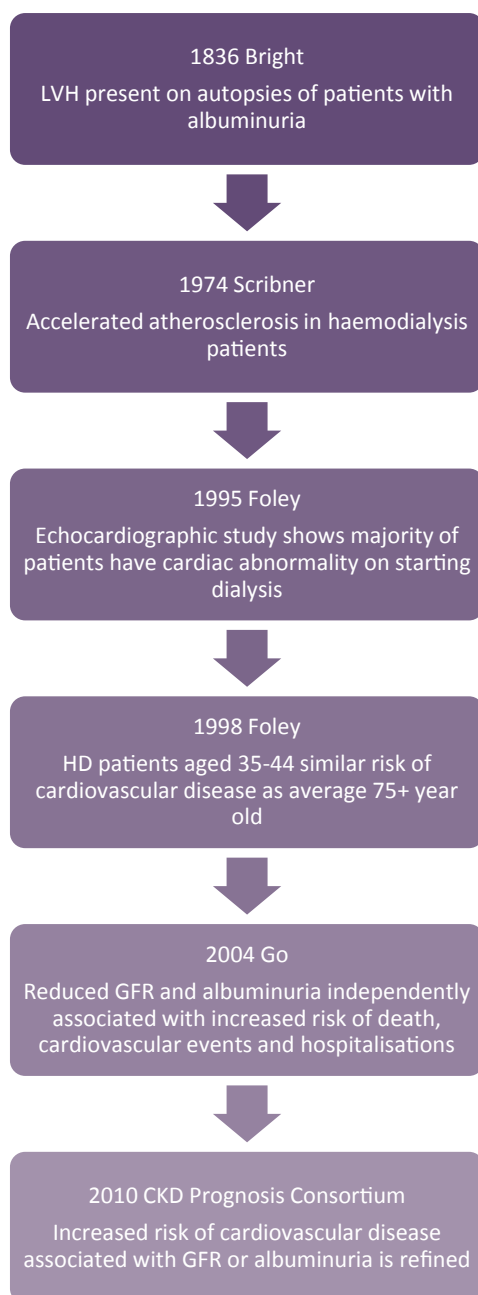 1836 Bright
LVH present on autopsies of patients with
albuminuria
1974 Scribner
Accelerated atherosclerosis in haemodialysis
patients
1995 Foley
Echocardiographic study shows majority of
patients have cardiac abnormality on starting
dialysis
1998 Foley
HD patients aged 35-44 similar risk of
cardiovascular disease as average 75+ year
old
2004 Go
Reduced GFR and albuminuria independently
associated with increased risk of death,
cardiovascular events and hospitalisations
2010 CKD Prognosis Consortium
Increased risk of cardiovascular disease
associated with GFR or albuminuria is refined